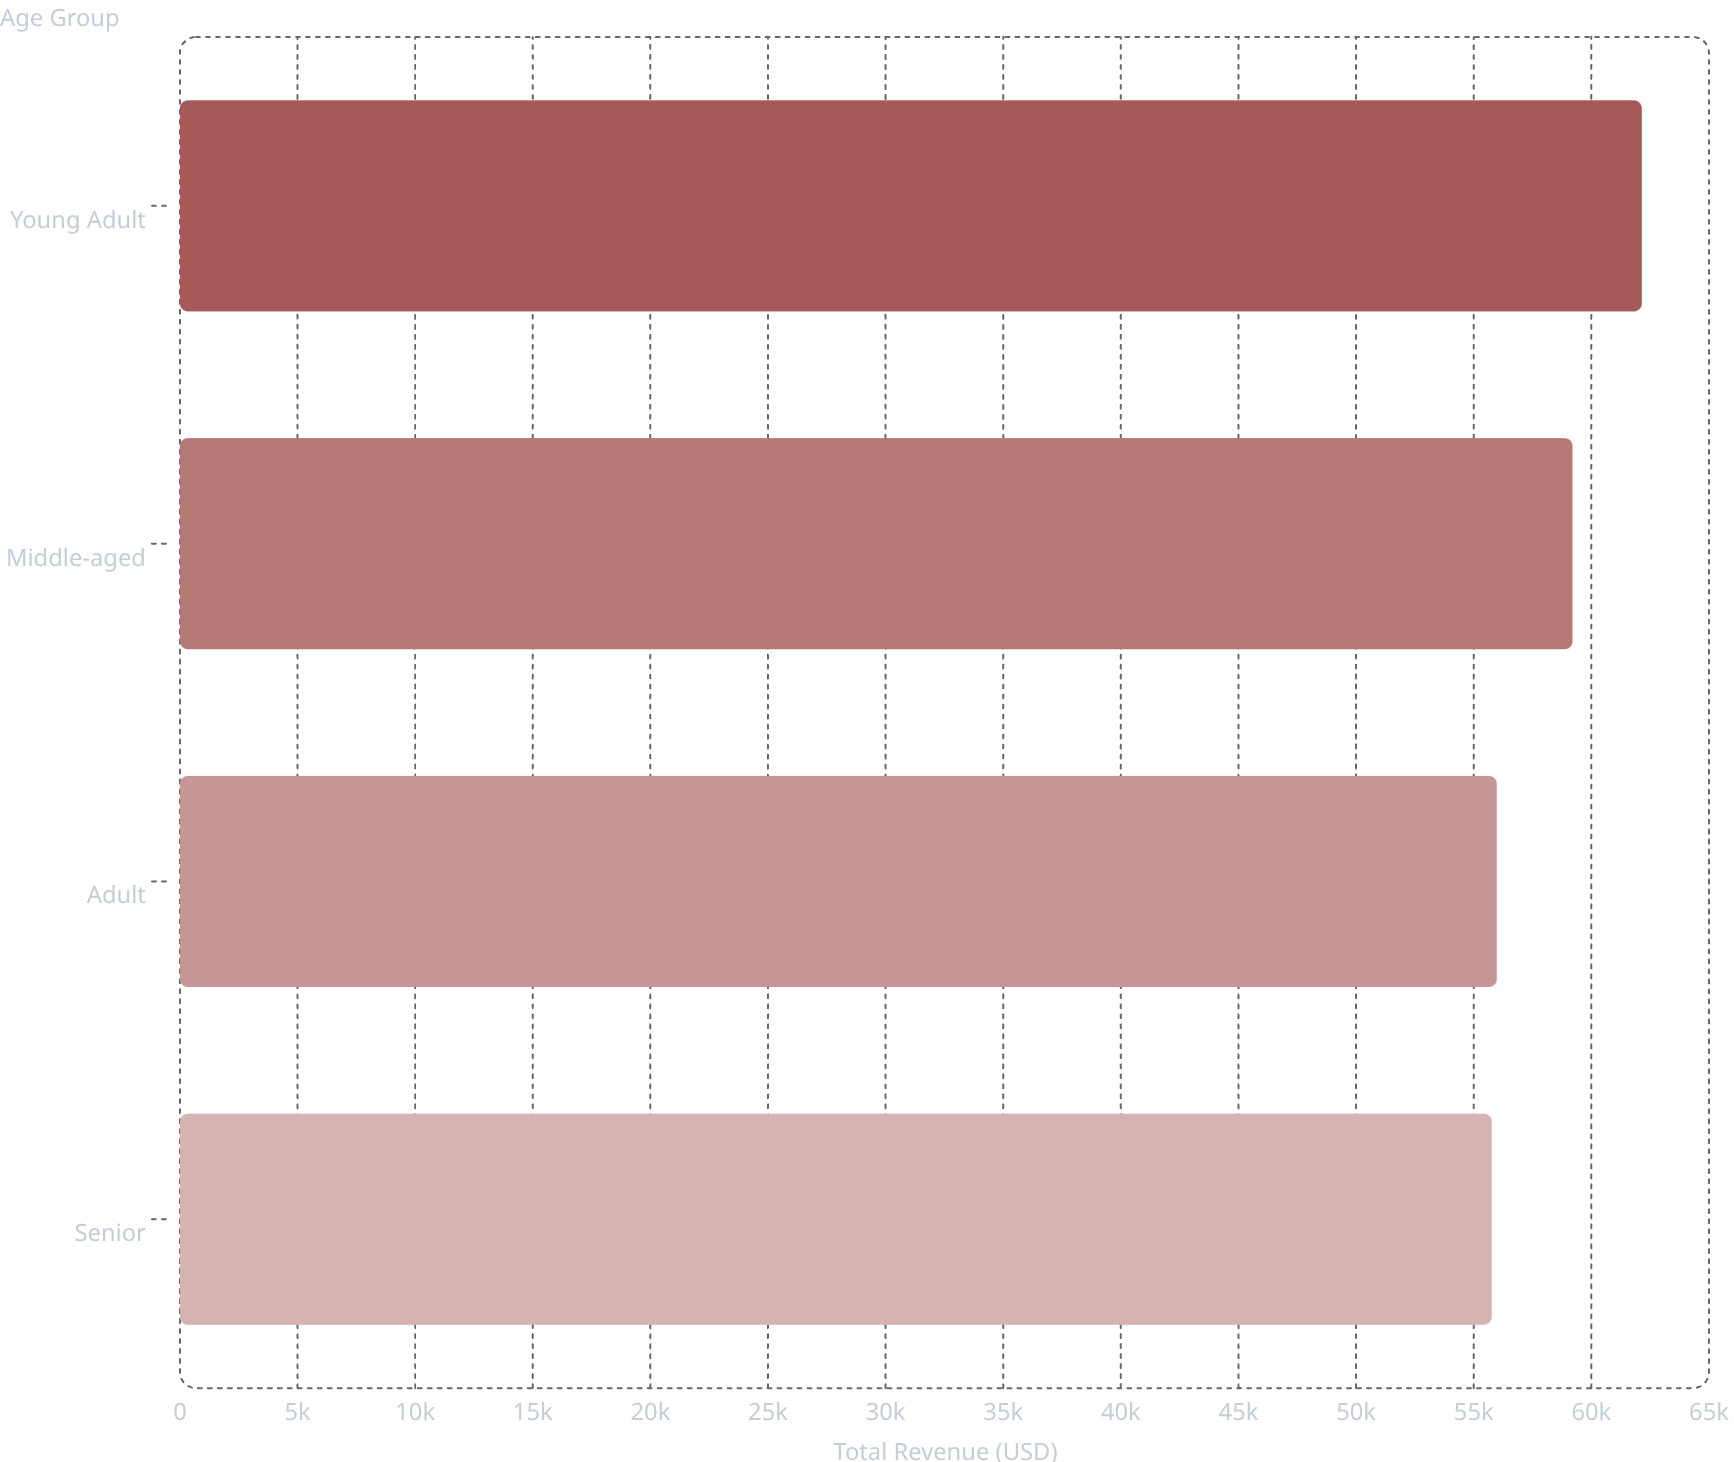 Age Group
Young Adult
Middle-aged
Adult
Senior
0 5k 10k 15k 20k 25k 30k 35k 40k 45k 50k 55k 60k 65k
Total Revenue (USD)